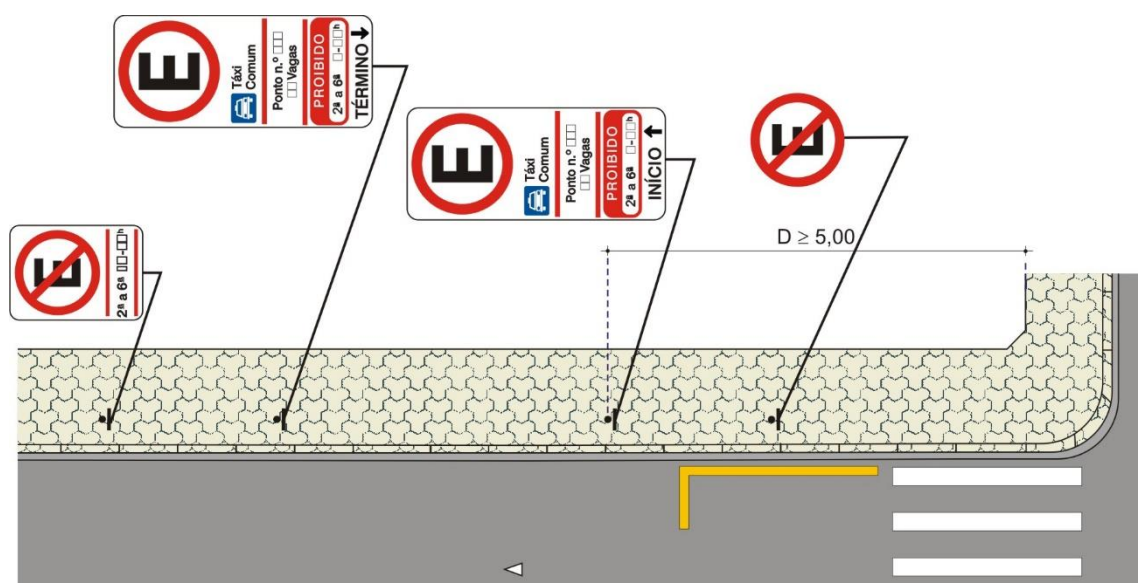 E
Táxi
Comum
Ponto n.º □□□
□□ Vagas
PROIBIDO
2ª a 6ª □-□□h
TÉRMINO ↓
E
Táxi
Comum
Ponto n.º □□□
□□ Vagas
PROIBIDO
2ª a 6ª □-□□h
INÍCIO ↑
E
E
2ª a 6ª □□-□□h
D ≥ 5,00